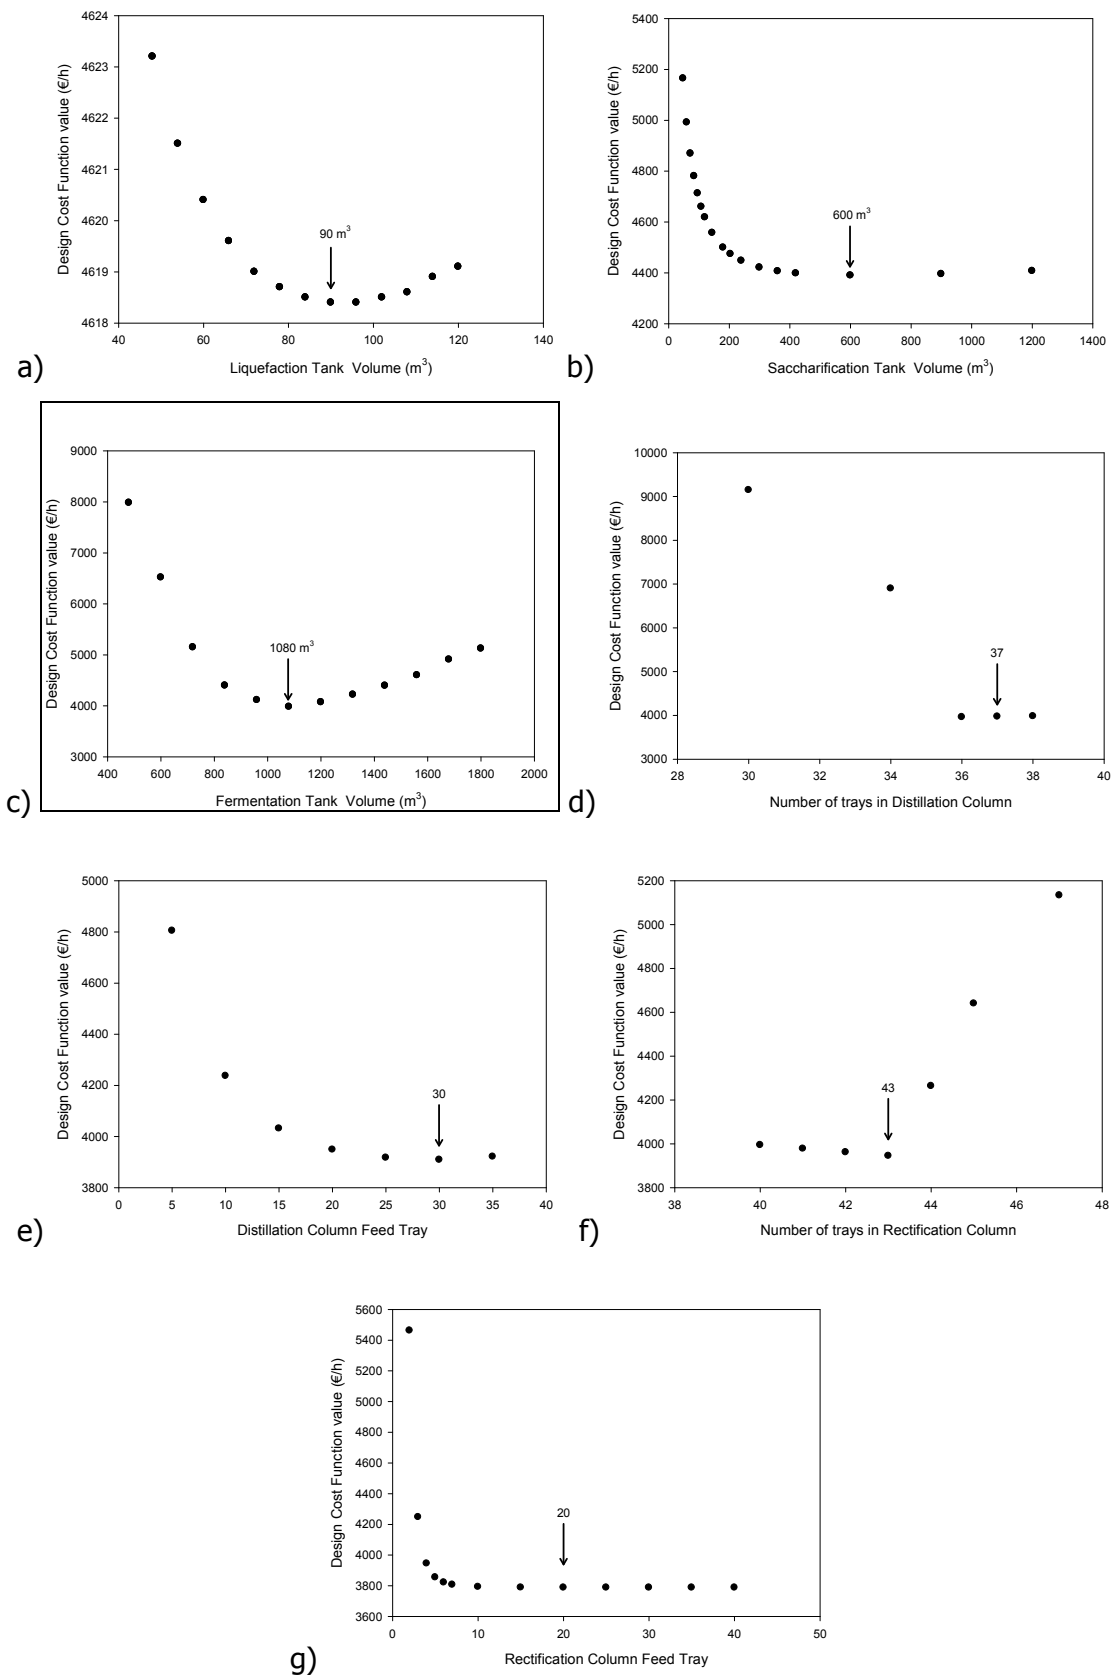 Design Cost Function value (€/h)
4624
4623
4622
4621
4620
4619
4618
90 m³
40 60 80 100 120 140
Liquefaction Tank Volume (m³)
a)
Design Cost Function value (€/h)
5400
5200
5000
4800
4600
4400
4200
600 m³
0 200 400 600 800 1000 1200 1400
Saccharification Tank Volume (m³)
b)
Design Cost Function value (€/h)
9000
8000
7000
6000
5000
4000
3000
1080 m³
400 600 800 1000 1200 1400 1600 1800 2000
Fermentation Tank Volume (m³)
c)
Design Cost Function value (€/h)
10000
9000
8000
7000
6000
5000
4000
3000
37
28 30 32 34 36 38 40
Number of trays in Distillation Column
d)
Design Cost Function value (€/h)
5000
4800
4600
4400
4200
4000
3800
30
0 5 10 15 20 25 30 35 40
Distillation Column Feed Tray
e)
Design Cost Function value (€/h)
5200
5000
4800
4600
4400
4200
4000
3800
43
38 40 42 44 46 48
Number of trays in Rectification Column
f)
Design Cost Function value (€/h)
5600
5400
5200
5000
4800
4600
4400
4200
4000
3800
3600
20
0 10 20 30 40 50
Rectification Column Feed Tray
g)